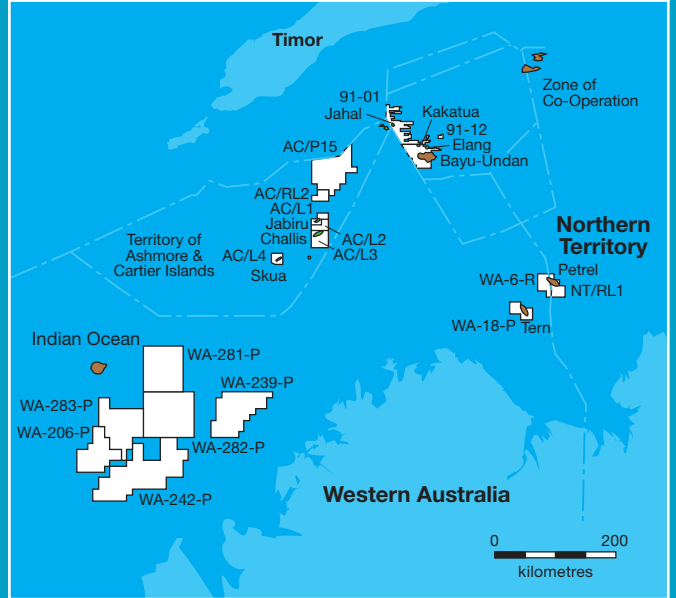 Timor
Zone of
Co-Operation
91-01
Jahal
Kakatua
91-12
Elang
Bayu-Undan
AC/P15
AC/RL2
AC/L1
Jabiru
Challis
AC/L2
AC/L3
Territory of
Ashmore &
Cartier Islands
AC/L4
Skua
Northern
Territory
WA-6-R
Petrel
NT/RL1
WA-18-P
Tern
Indian Ocean
WA-281-P
WA-239-P
WA-283-P
WA-206-P
WA-282-P
WA-242-P
Western Australia
0 200
kilometres